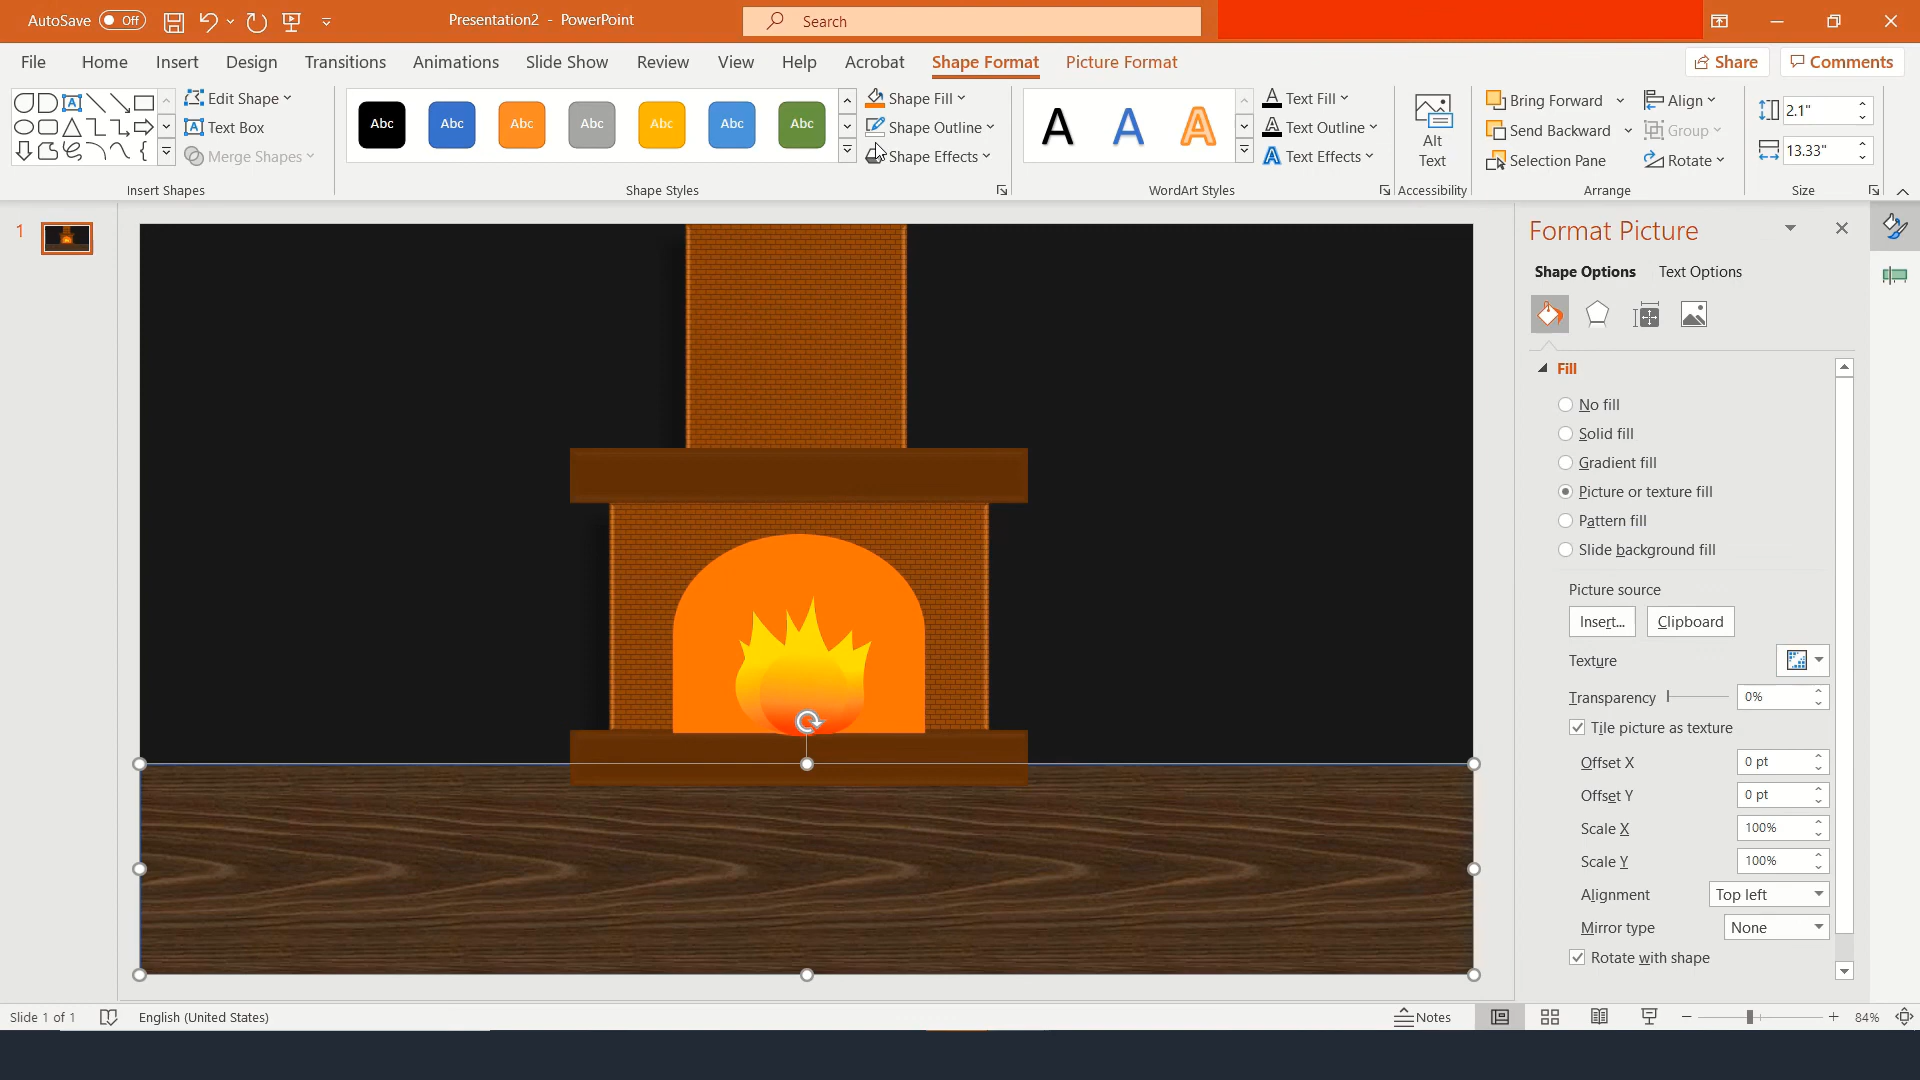 AutoSave Off Presentation2 - PowerPoint Search
File Home Insert Design Transitions Animations Slide Show Review View Help Acrobat Shape Format Picture Format Share Comments
Edit Shape
Text Box
Merge Shapes
Insert Shapes
Abc Abc Abc Abc Abc Abc Abc
Shape Fill
Shape Outline
Shape Effects
Shape Styles
A A A
Text Fill
Text Outline
Text Effects
WordArt Styles
Alt
Text
Accessibility
Bring Forward
Send Backward
Selection Pane
Align
Group
Rotate
Arrange
2.1"
13.33"
Size
1
Format Picture
Shape Options Text Options
Fill
No fill
Solid fill
Gradient fill
Picture or texture fill
Pattern fill
Slide background fill
Picture source
Insert... Clipboard
Texture
Transparency 0%
Tile picture as texture
Offset X 0 pt
Offset Y 0 pt
Scale X 100%
Scale Y 100%
Alignment Top left
Mirror type None
Rotate with shape
Slide 1 of 1 English (United States) Notes 84%